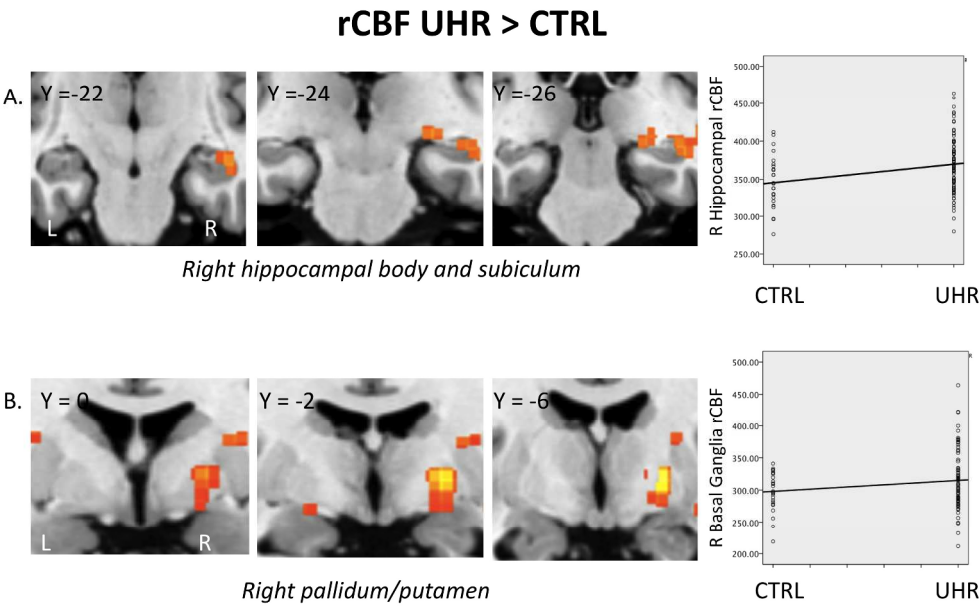 rCBF UHR > CTRL
A.
Y =-22
Y =-24
Y =-26
L
R
Right hippocampal body and subiculum
R Hippocampal rCBF
500.00
450.00
400.00
350.00
300.00
250.00
CTRL
UHR
B.
Y = 0
Y = -2
Y = -6
L
R
Right pallidum/putamen
R Basal Ganglia rCBF
500.00
450.00
400.00
350.00
300.00
250.00
200.00
CTRL
UHR